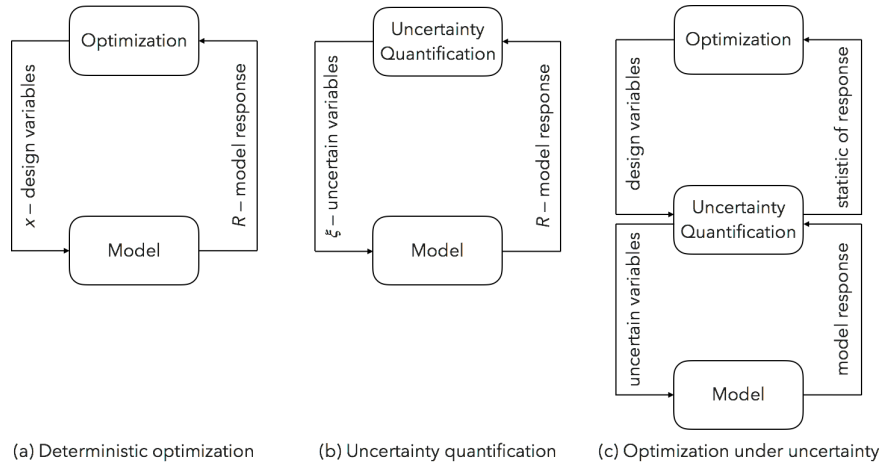 Optimization
x – design variables
R – model response
Model
(a) Deterministic optimization
Uncertainty
Quantification
ξ – uncertain variables
R – model response
Model
(b) Uncertainty quantification
Optimization
design variables
statistic of response
Uncertainty
Quantification
uncertain variables
model response
Model
(c) Optimization under uncertainty